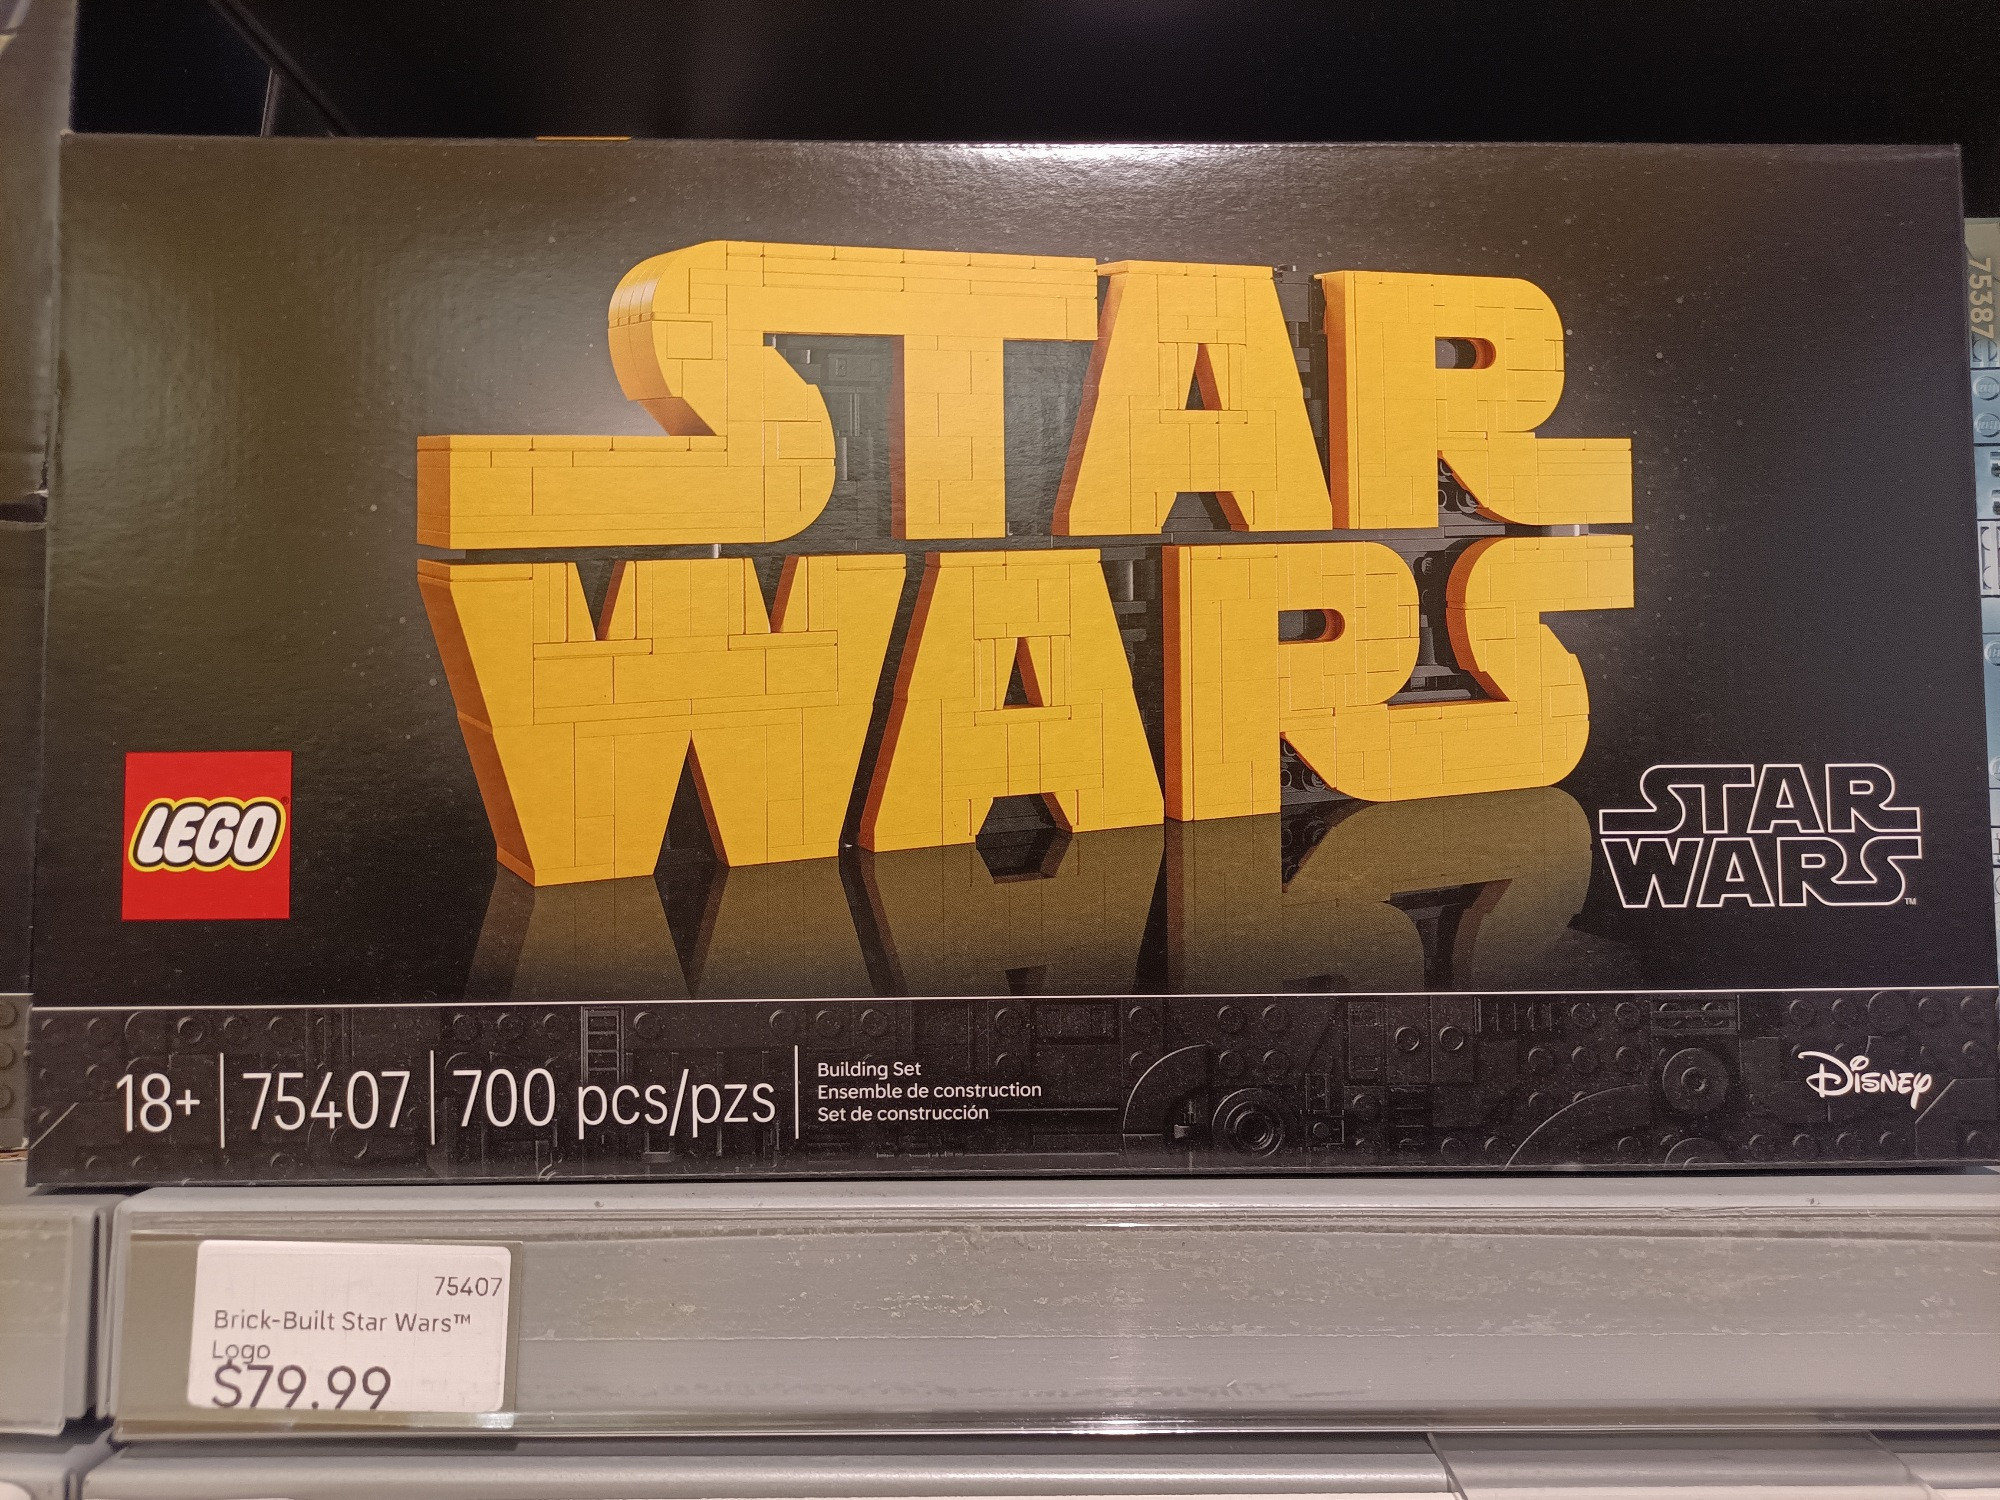 STAR
WARS
LEGO
STAR
WARS™
18+ | 75407 | 700 pcs/pzs
Building Set
Ensemble de construction
Set de construcción
Disney
75387
75407
Brick-Built Star Wars™
Logo
$79.99